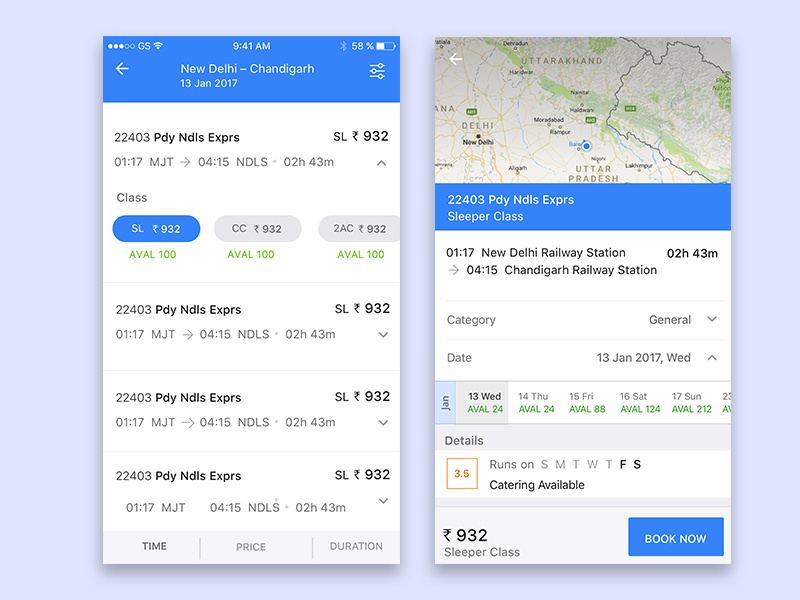 GS 9:41 AM 58 %
New Delhi – Chandigarh
13 Jan 2017
22403 Pdy Ndls Exprs SL ₹ 932
01:17 MJT → 04:15 NDLS • 02h 43m
Class
SL ₹ 932 CC ₹ 932 2AC ₹ 932
AVAL 100 AVAL 100 AVAL 100
22403 Pdy Ndls Exprs SL ₹ 932
01:17 MJT → 04:15 NDLS • 02h 43m
22403 Pdy Ndls Exprs SL ₹ 932
01:17 MJT → 04:15 NDLS • 02h 43m
22403 Pdy Ndls Exprs SL ₹ 932
01:17 MJT 04:15 NDLS • 02h 43m
TIME PRICE DURATION
Dehradun
UTTARAKHAND
Haridwar
Nainital
Haldwani
ANA
DELHI
Moradabad
Rampur
New Delhi
Bare
Nigohi
Aligarh
Lakhimpur
UTTAR
PRADESH
22403 Pdy Ndls Exprs
Sleeper Class
01:17 New Delhi Railway Station 02h 43m
→ 04:15 Chandigarh Railway Station
Category General
Date 13 Jan 2017, Wed
Jan
13 Wed 14 Thu 15 Fri 16 Sat 17 Sun 23
AVAL 24 AVAL 24 AVAL 88 AVAL 124 AVAL 212 AV
Details
3.5
Runs on S M T W T F S
Catering Available
₹ 932
Sleeper Class
BOOK NOW